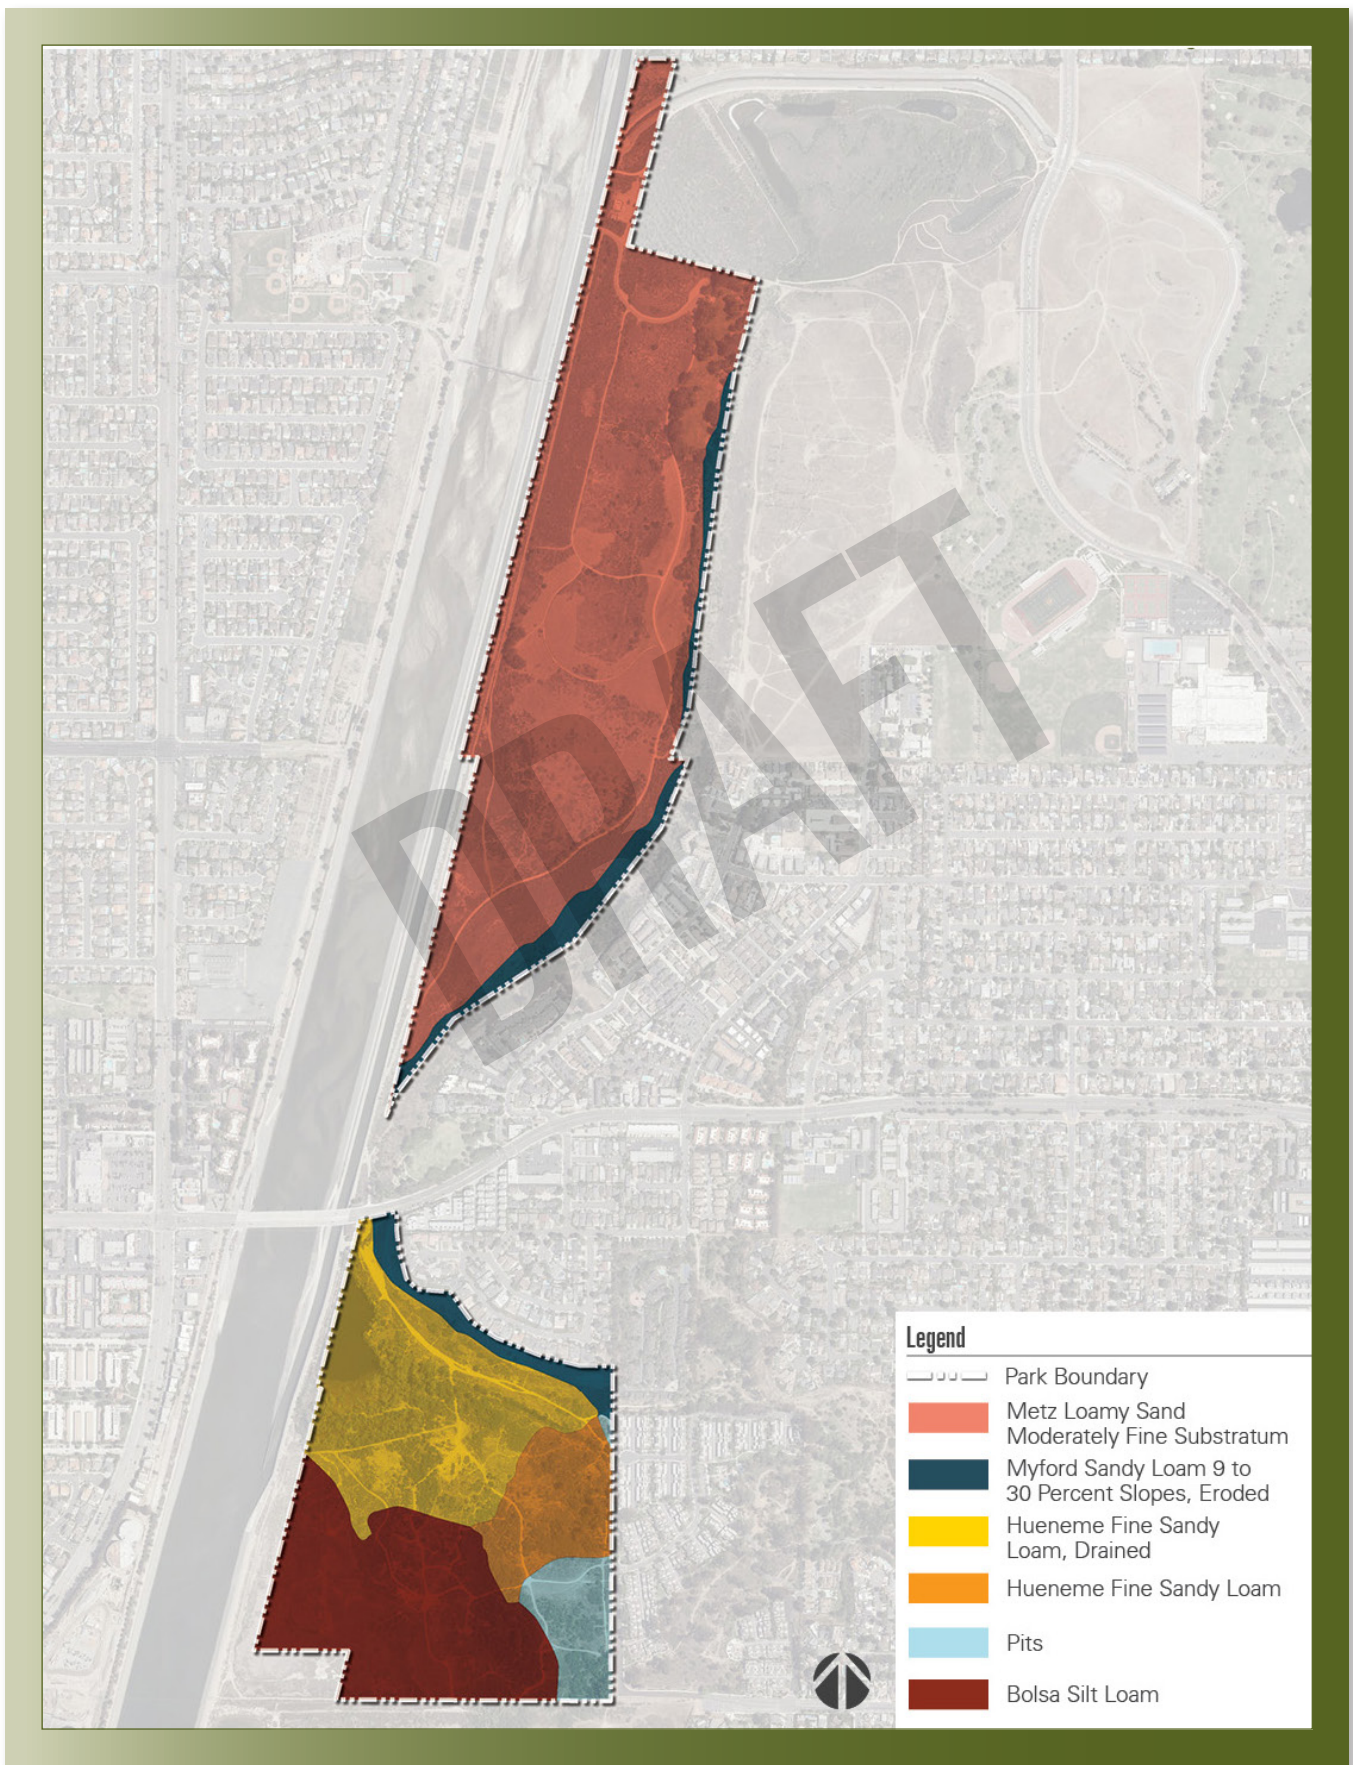 DRAFT
Legend
Park Boundary
Metz Loamy Sand
Moderately Fine Substratum
Myford Sandy Loam 9 to
30 Percent Slopes, Eroded
Hueneme Fine Sandy
Loam, Drained
Hueneme Fine Sandy Loam
Pits
Bolsa Silt Loam